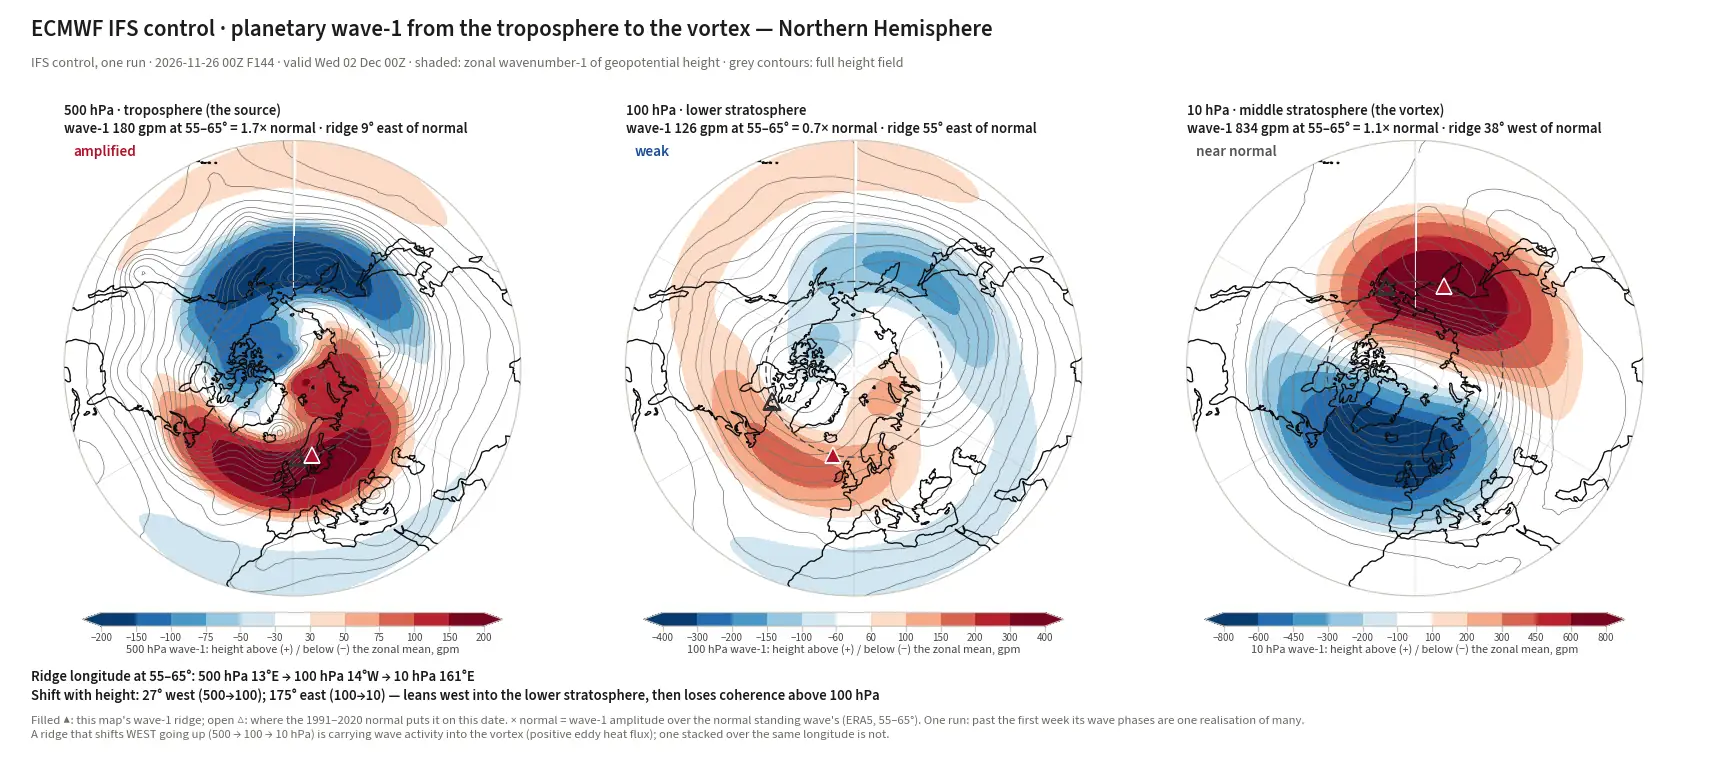 ECMWF IFS control · planetary wave-1 from the troposphere to the vortex — Northern Hemisphere
IFS control, one run · 2026-11-26 00Z F144 · valid Wed 02 Dec 00Z · shaded: zonal wavenumber-1 of geopotential height · grey contours: full height field
500 hPa · troposphere (the source)
wave-1 180 gpm at 55–65° = 1.7× normal · ridge 9° east of normal
amplified
100 hPa · lower stratosphere
wave-1 126 gpm at 55–65° = 0.7× normal · ridge 55° east of normal
weak
10 hPa · middle stratosphere (the vortex)
wave-1 834 gpm at 55–65° = 1.1× normal · ridge 38° west of normal
near normal
−200 −150 −100 −75 −50 −30 30 50 75 100 150 200
500 hPa wave-1: height above (+) / below (−) the zonal mean, gpm
−400 −300 −200 −150 −100 −60 60 100 150 200 300 400
100 hPa wave-1: height above (+) / below (−) the zonal mean, gpm
−800 −600 −450 −300 −200 −100 100 200 300 450 600 800
10 hPa wave-1: height above (+) / below (−) the zonal mean, gpm
Ridge longitude at 55–65°: 500 hPa 13°E → 100 hPa 14°W → 10 hPa 161°E
Shift with height: 27° west (500→100); 175° east (100→10) — leans west into the lower stratosphere, then loses coherence above 100 hPa
Filled ▲: this map's wave-1 ridge; open △: where the 1991–2020 normal puts it on this date. × normal = wave-1 amplitude over the normal standing wave's (ERA5, 55–65°). One run: past the first week its wave phases are one realisation of many.
A ridge that shifts WEST going up (500 → 100 → 10 hPa) is carrying wave activity into the vortex (positive eddy heat flux); one stacked over the same longitude is not.